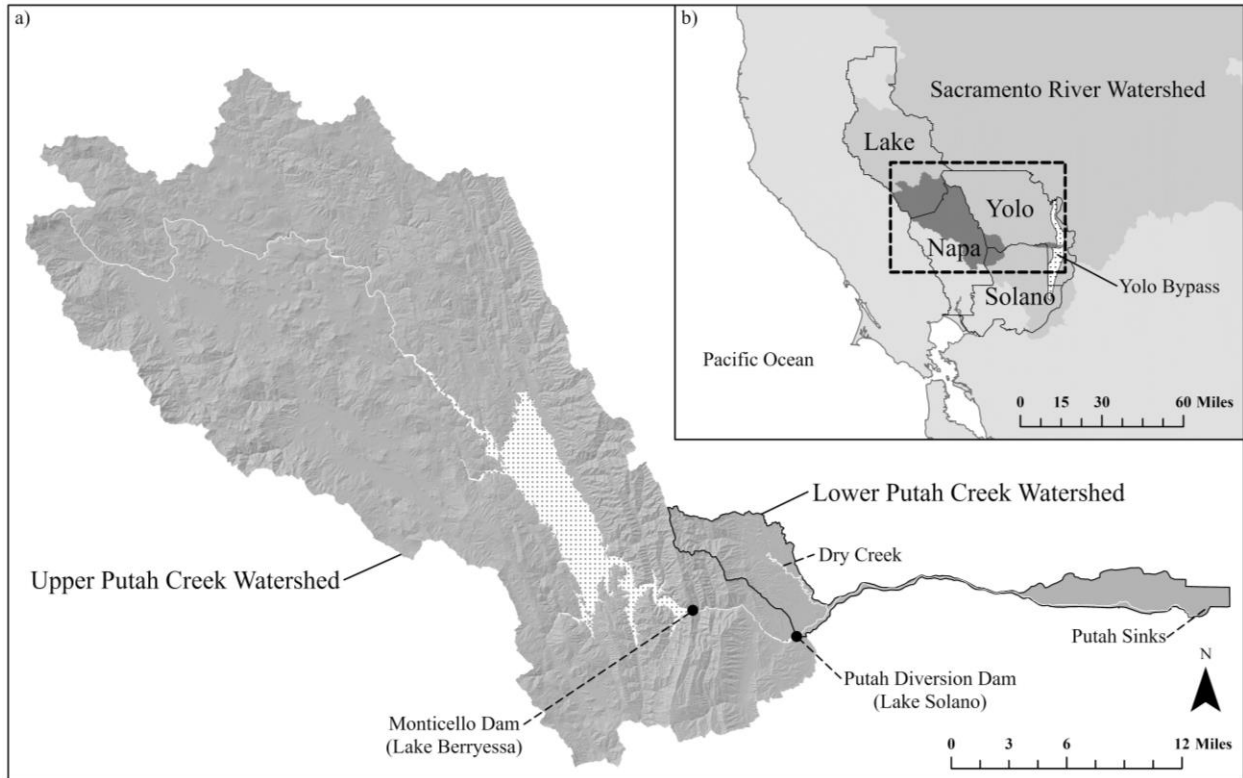 a)
b)
Sacramento River Watershed
Lake
Yolo
Napa
Solano
Yolo Bypass
Pacific Ocean
0 15 30 60 Miles
Lower Putah Creek Watershed
Dry Creek
Upper Putah Creek Watershed
Putah Sinks
Putah Diversion Dam
(Lake Solano)
Monticello Dam
(Lake Berryessa)
N
0 3 6 12 Miles